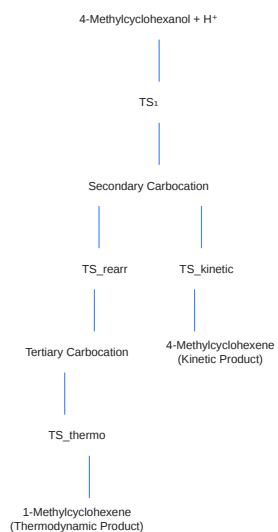 4-Methylcyclohexanol + H⁺
TS₁
Secondary Carbocation
TS_rearr
TS_kinetic
Tertiary Carbocation
4-Methylcyclohexene
(Kinetic Product)
TS_thermo
1-Methylcyclohexene
(Thermodynamic Product)